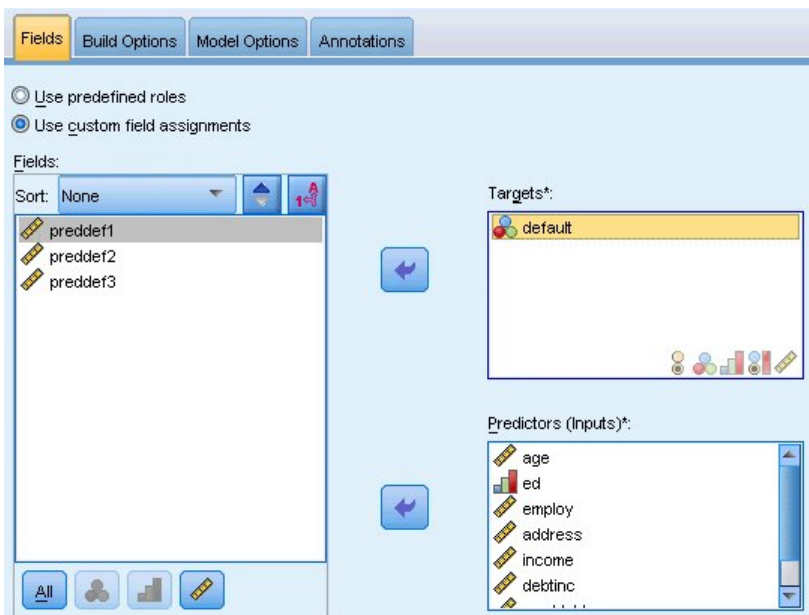 Fields Build Options Model Options Annotations
Use predefined roles
Use custom field assignments
Fields:
Sort: None
preddef1
preddef2
preddef3
All
Targets*:
default
Predictors (Inputs)*:
age
ed
employ
address
income
debtinc